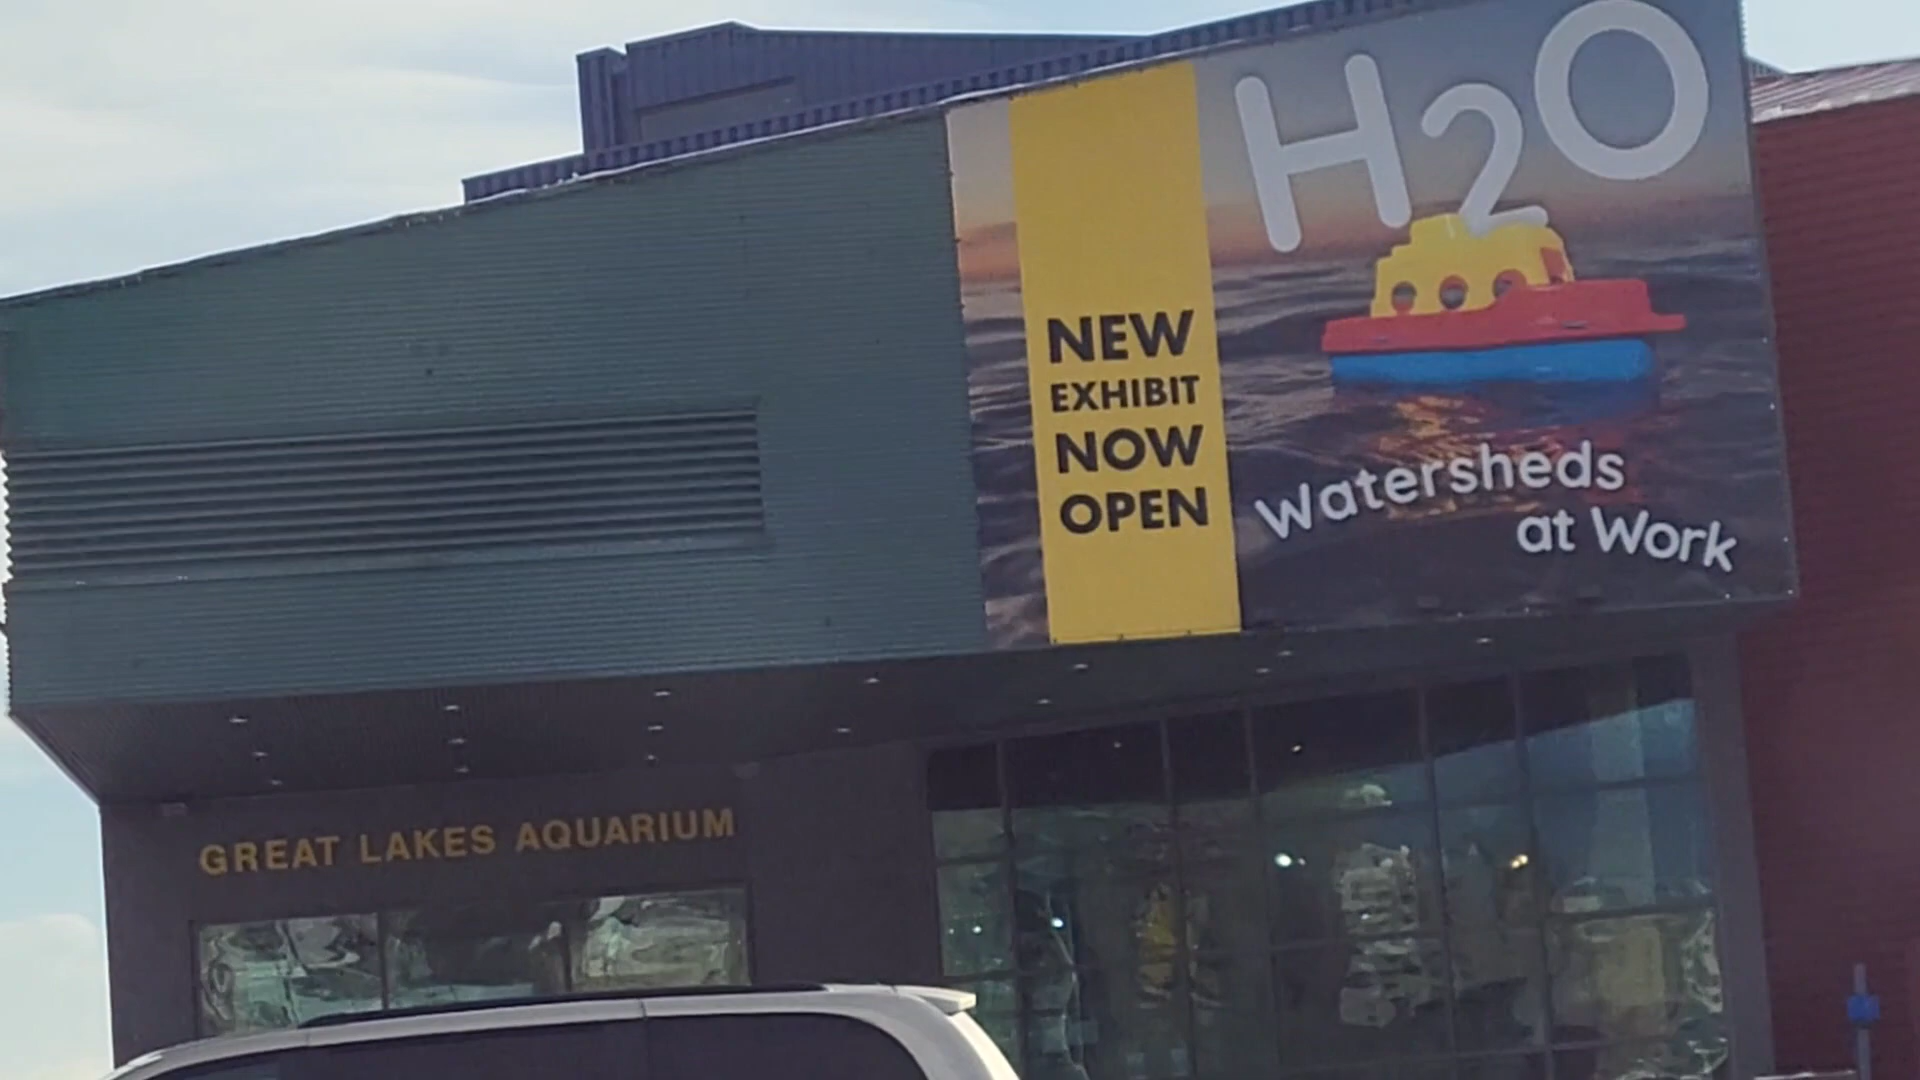 H2O
NEW
EXHIBIT
NOW
OPEN
Watersheds
at Work
GREAT LAKES AQUARIUM